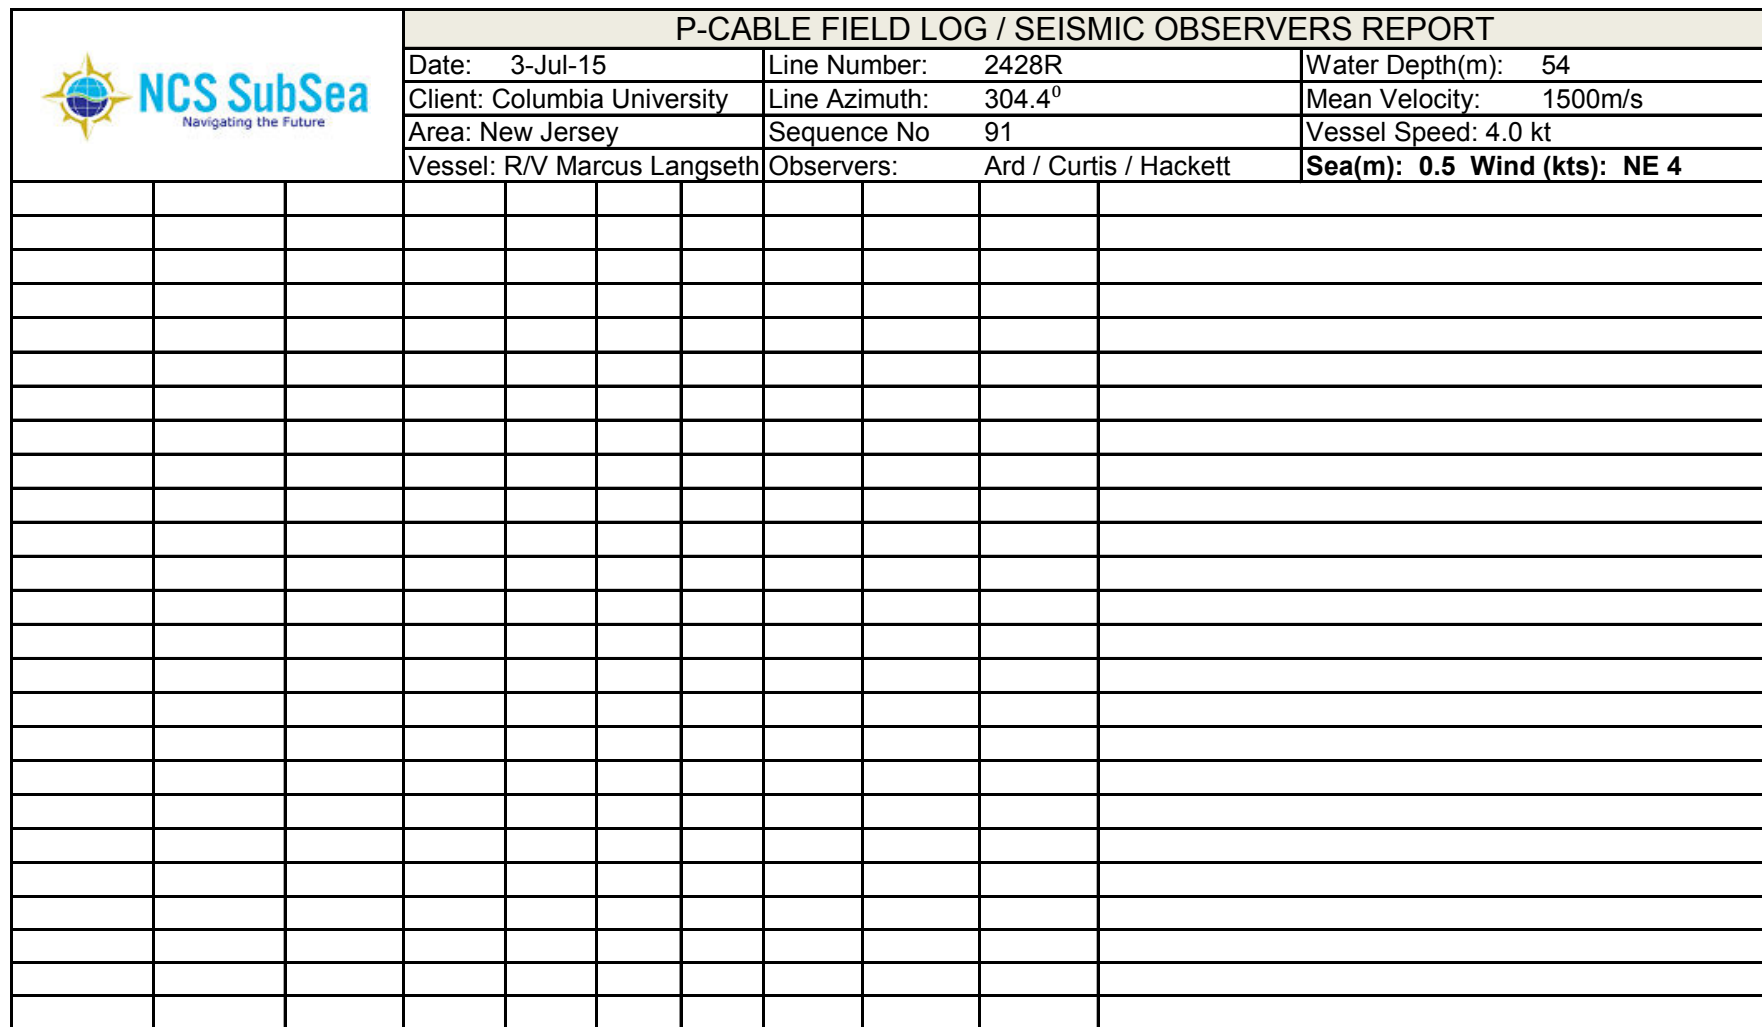 P-CABLE FIELD LOG / SEISMIC OBSERVERS REPORT
NCS SubSea
Navigating the Future
Date: 3-Jul-15 Line Number: 2428R Water Depth(m): 54
Client: Columbia University Line Azimuth: 304.4⁰ Mean Velocity: 1500m/s
Area: New Jersey Sequence No 91 Vessel Speed: 4.0 kt
Vessel: R/V Marcus Langseth Observers: Ard / Curtis / Hackett Sea(m): 0.5 Wind (kts): NE 4